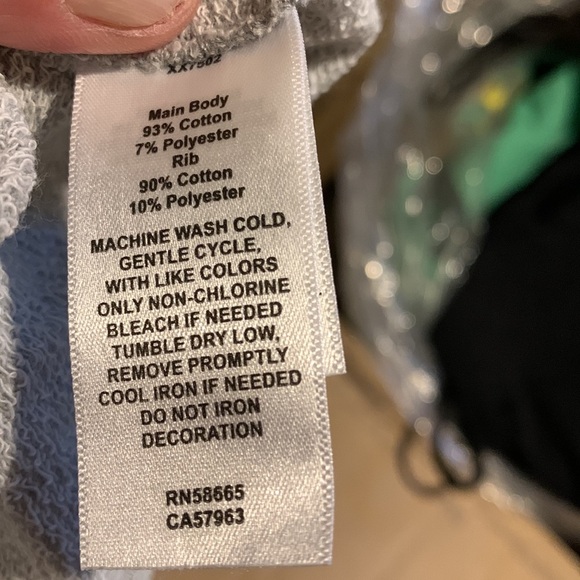 Main Body
93% Cotton
7% Polyester
Rib
90% Cotton
10% Polyester
MACHINE WASH COLD,
GENTLE CYCLE,
WITH LIKE COLORS
ONLY NON-CHLORINE
BLEACH IF NEEDED
TUMBLE DRY LOW,
REMOVE PROMPTLY
COOL IRON IF NEEDED
DO NOT IRON
DECORATION
RN58665
CA57963